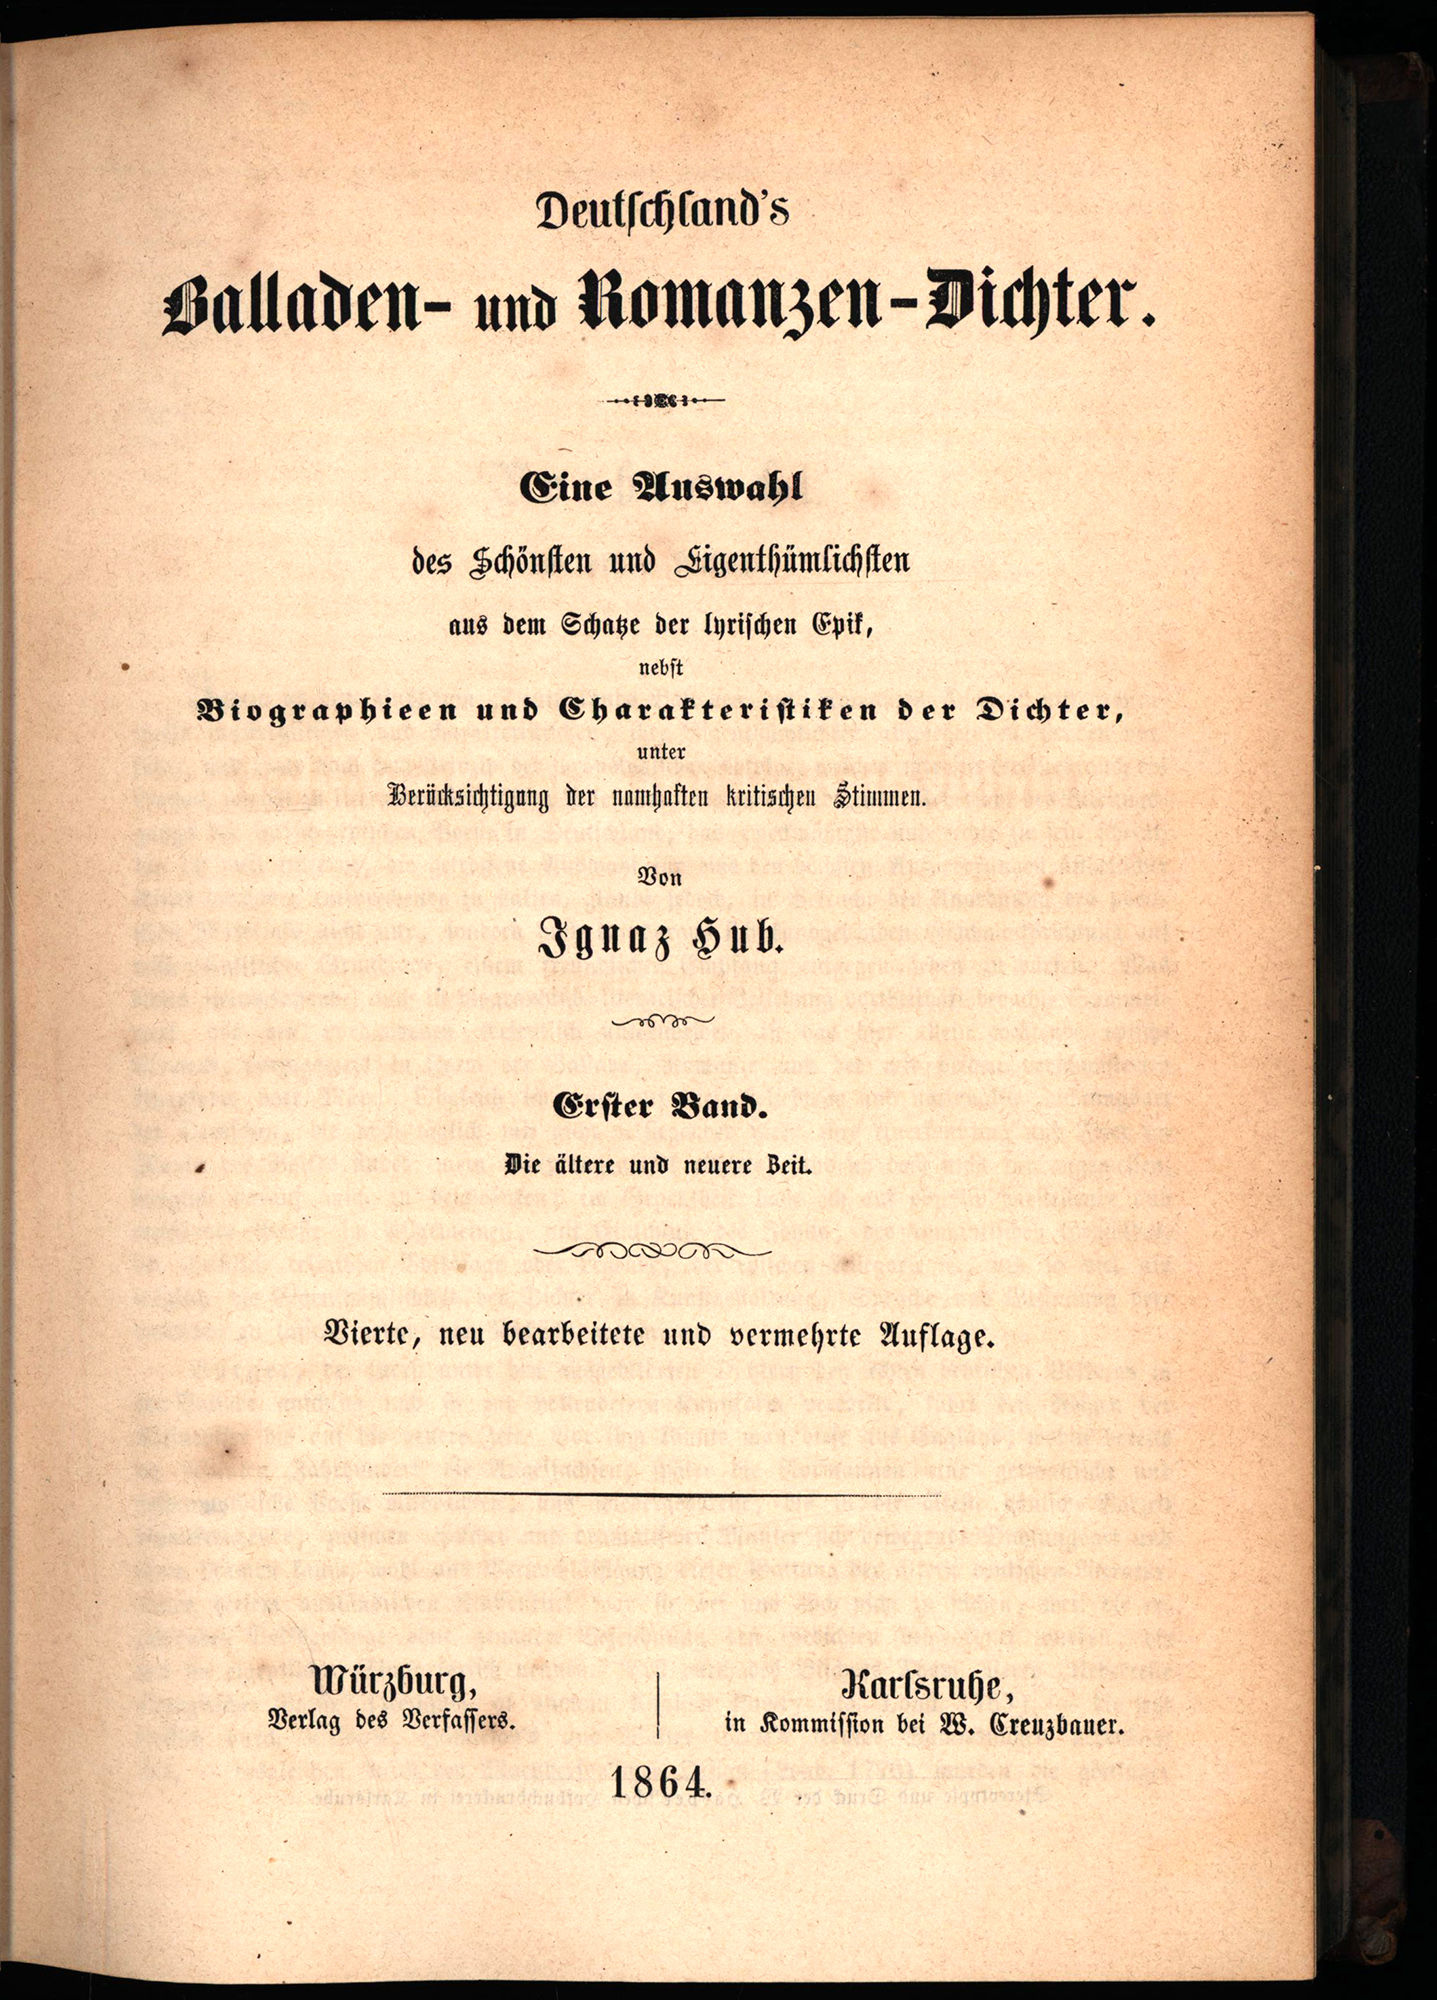 Deutschland's
Balladen- und Romanzen-Dichter.
Eine Auswahl
des Schönsten und Eigenthümlichsten
aus dem Schatze der lyrischen Epik,
nebst
Biographieen und Charakteristiken der Dichter,
unter
Berücksichtigung der namhaften kritischen Stimmen.
Von
Ignaz Hub.
Erster Band.
Die ältere und neuere Zeit.
Vierte, neu bearbeitete und vermehrte Auflage.
Würzburg,
Verlag des Verfassers.
Karlsruhe,
in Kommission bei W. Creuzbauer.
1864.